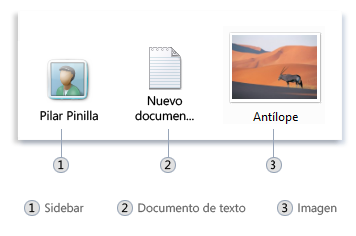 Pilar Pinilla
Nuevo
documen...
Antílope
1
2
3
1 Sidebar
2 Documento de texto
3 Imagen